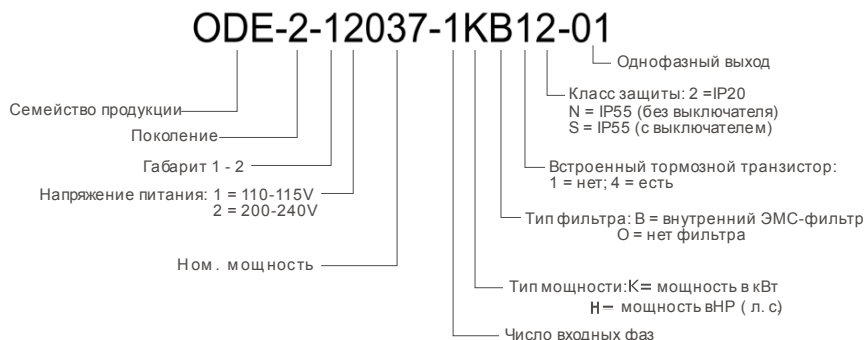 ODE-2-12037-1KB12-01
Однофазный выход
Класс защиты: 2 =IP20
N = IP55 (без выключателя)
S = IP55 (с выключателем)
Семейство продукции
Поколение
Габарит 1 - 2
Встроенный тормозной транзистор:
1 = нет; 4 = есть
Напряжение питания: 1 = 110-115V
2 = 200-240V
Тип фильтра: В = внутренний ЭМС-фильтр
О = нет фильтра
Ном. мощность
Тип мощности:К= мощность в кВт
Н= мощность вНР ( л. с)
Число входных фаз